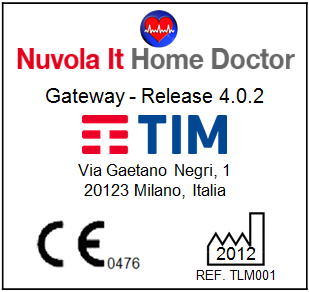 Nuvola It Home Doctor
Gateway - Release 4.0.2
TIM
Via Gaetano Negri, 1
20123 Milano, Italia
CE 0476
2012
REF. TLM001